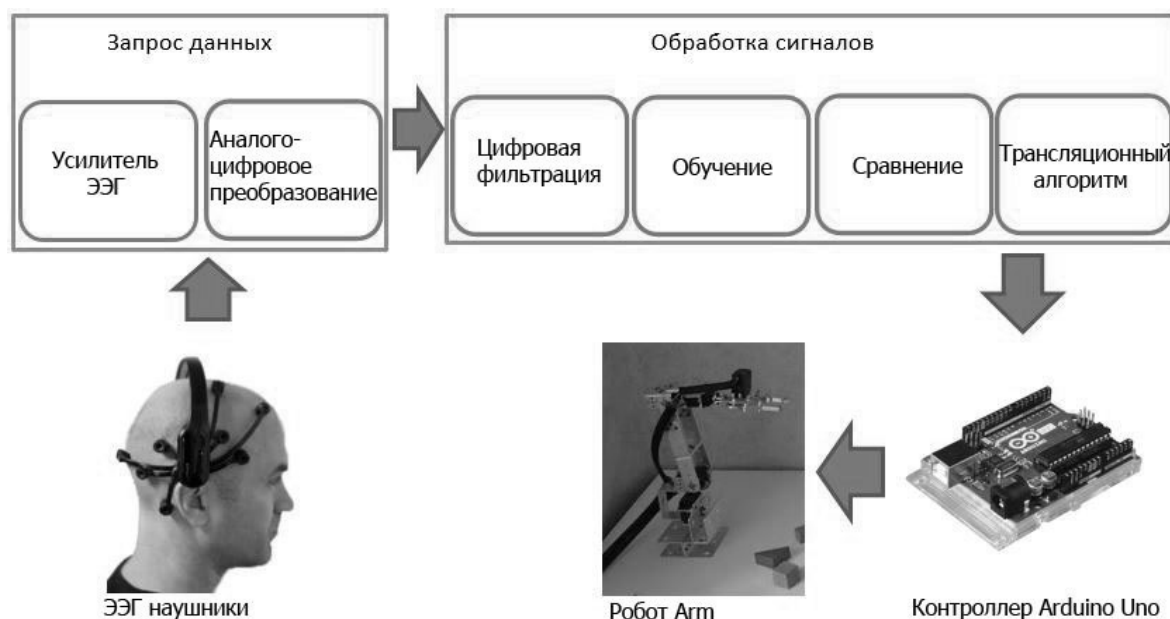 Запрос данных
Усилитель
ЭЭГ
Аналого-
цифровое
преобразование
Обработка сигналов
Цифровая
фильтрация
Обучение
Сравнение
Трансляционный
алгоритм
ЭЭГ наушники
Робот Arm
Контроллер Arduino Uno